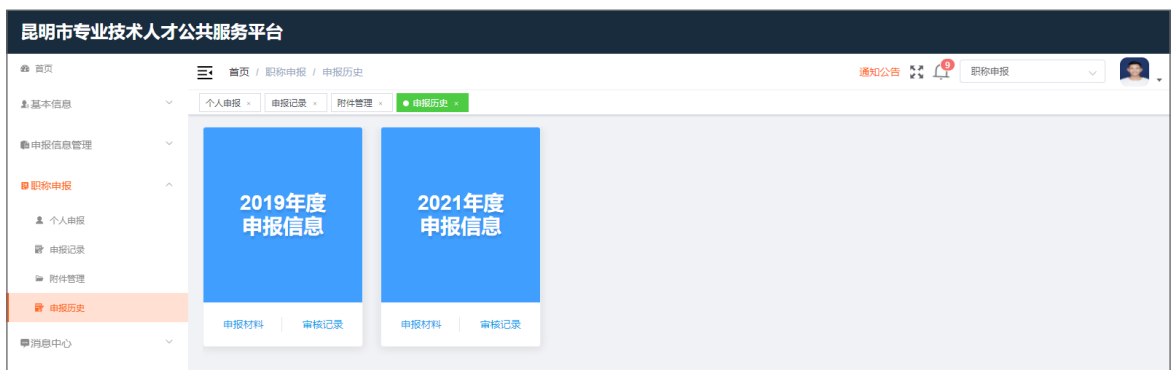 昆明市专业技术人才公共服务平台
首页
首页 / 职称申报 / 申报历史
通知公告
9
职称申报
基本信息
个人申报 ×
申报记录 ×
附件管理 ×
申报历史 ×
申报信息管理
职称申报
个人申报
申报记录
附件管理
申报历史
消息中心
2019年度
申报信息
申报材料
审核记录
2021年度
申报信息
申报材料
审核记录